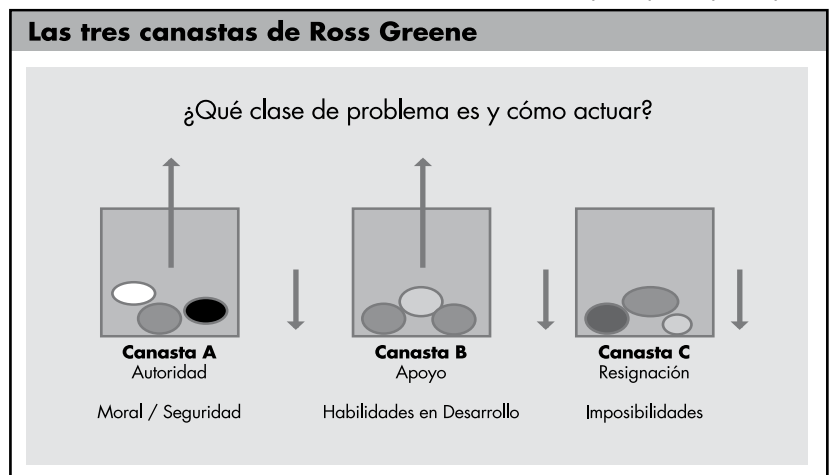 Las tres canastas de Ross Greene
¿Qué clase de problema es y cómo actuar?
Canasta A
Autoridad
Moral / Seguridad
Canasta B
Apoyo
Habilidades en Desarrollo
Canasta C
Resignación
Imposibilidades